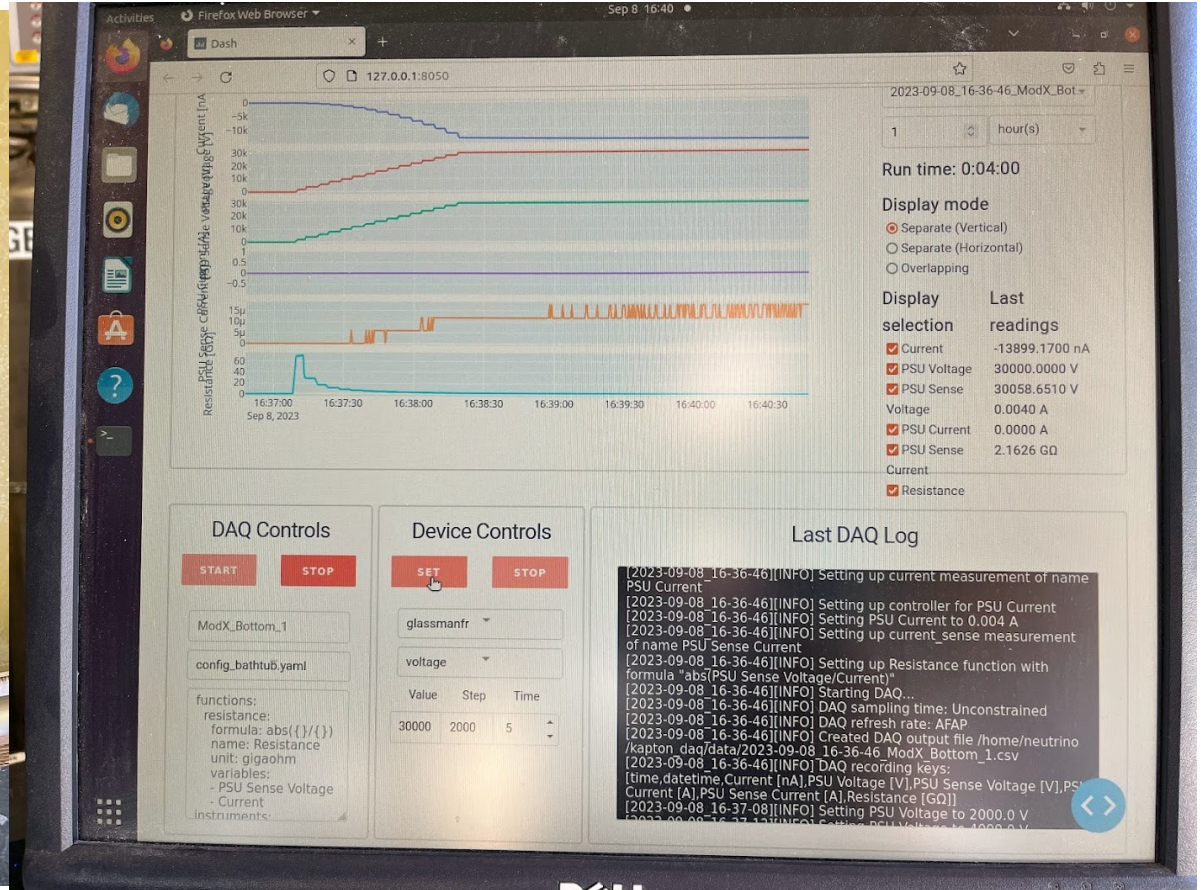 Activities
Firefox Web Browser
Sep 8 16:40
Dash
127.0.0.1:8050
0
−5k
−10k
30k
20k
10k
0
30k
20k
10k
0
1
0.5
0
−0.5
15μ
10μ
5μ
0
60
40
20
0
Resistance [GΩ]
16:37:00 16:37:30 16:38:00 16:38:30 16:39:00 16:39:30 16:40:00 16:40:30
Sep 8, 2023
2023-09-08_16-36-46_ModX_Bot
1 hour(s)
Run time: 0:04:00
Display mode
Separate (Vertical)
Separate (Horizontal)
Overlapping
Display Last
selection readings
Current -13899.1700 nA
PSU Voltage 30000.0000 V
PSU Sense 30058.6510 V
Voltage 0.0040 A
PSU Current 0.0000 A
PSU Sense 2.1626 GΩ
Current
Resistance
DAQ Controls
START STOP
ModX_Bottom_1
config_bathtub.yaml
functions:
resistance:
formula: abs({}/{})
name: Resistance
unit: gigaohm
variables:
- PSU Sense Voltage
- Current
instruments:
Device Controls
SET STOP
glassmanfr
voltage
Value Step Time
30000 2000 5
Last DAQ Log
[2023-09-08_16-36-46][INFO] Setting up current measurement of name
PSU Current
[2023-09-08_16-36-46][INFO] Setting up controller for PSU Current
[2023-09-08_16-36-46][INFO] Setting PSU Current to 0.004 A
[2023-09-08_16-36-46][INFO] Setting up current_sense measurement
of name PSU Sense Current
[2023-09-08_16-36-46][INFO] Setting up Resistance function with
formula "abs(PSU Sense Voltage/Current)"
[2023-09-08_16-36-46][INFO] Starting DAQ...
[2023-09-08_16-36-46][INFO] DAQ sampling time: Unconstrained
[2023-09-08_16-36-46][INFO] DAQ refresh rate: AFAP
[2023-09-08_16-36-46][INFO] Created DAQ output file /home/neutrino
/kapton_daq/data/2023-09-08_16-36-46_ModX_Bottom_1.csv
[2023-09-08_16-36-46][INFO] DAQ recording keys:
[time,datetime,Current [nA],PSU Voltage [V],PSU Sense Voltage [V],PSU
Current [A],PSU Sense Current [A],Resistance [GΩ]]
[2023-09-08_16-37-08][INFO] Setting PSU Voltage to 2000.0 V